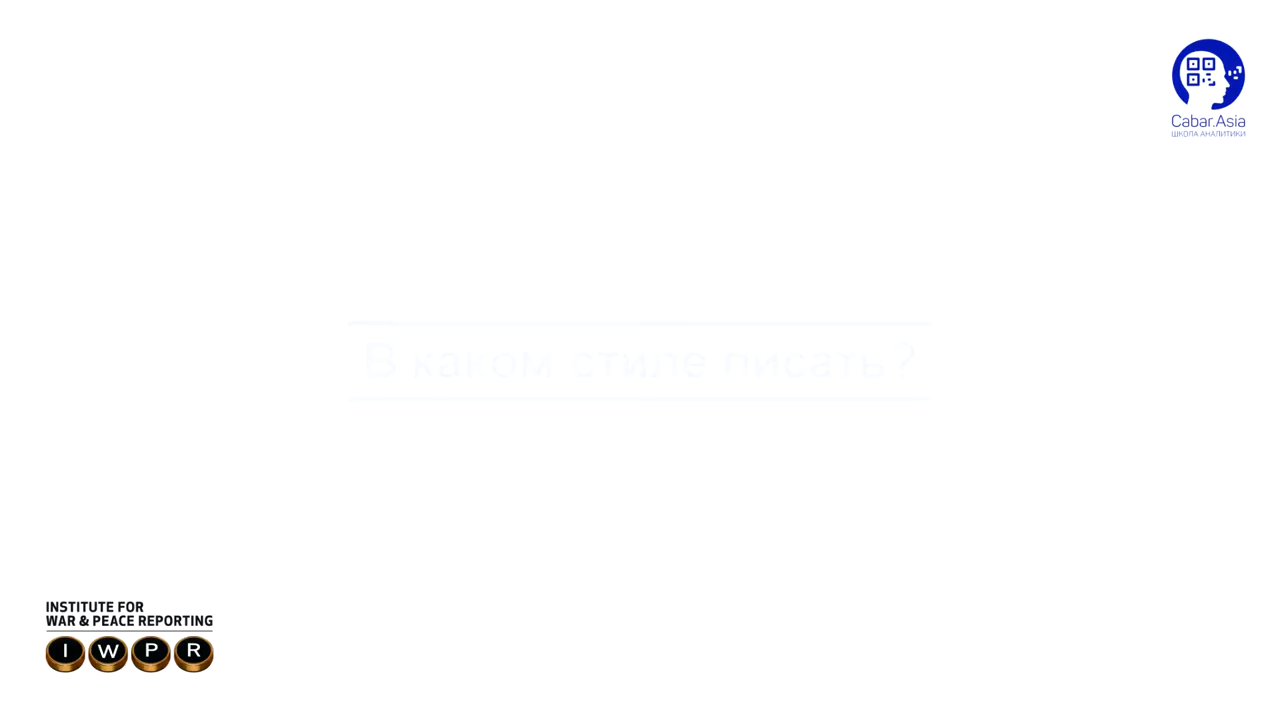 Cabar.Asia
ШКОЛА АНАЛИТИКИ
В каком стиле писать?
INSTITUTE FOR
WAR & PEACE REPORTING
I W P R